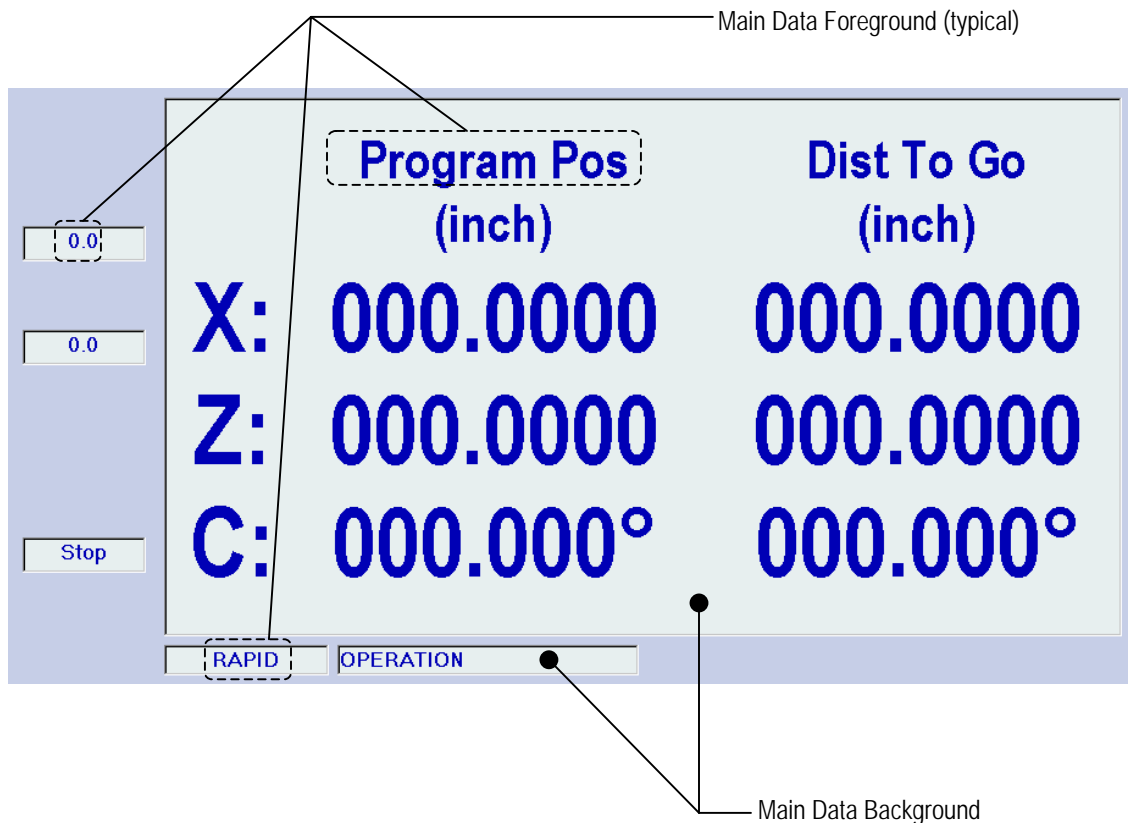 Main Data Foreground (typical)
Program Pos Dist To Go
(inch) (inch)
0.0
X: 000.0000 000.0000
0.0
Z: 000.0000 000.0000
C: 000.000° 000.000°
Stop
RAPID OPERATION
Main Data Background